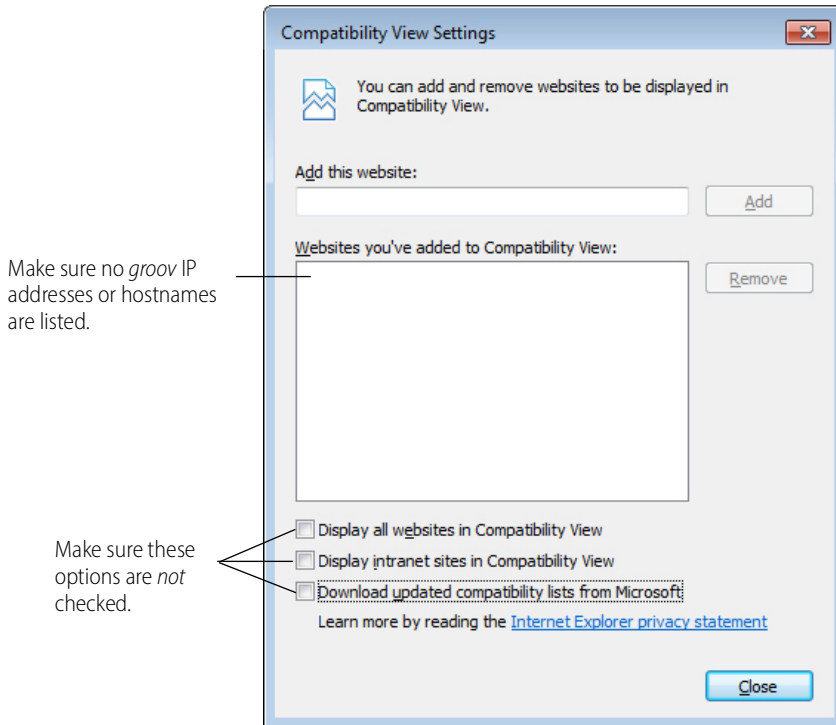 Compatibility View Settings
You can add and remove websites to be displayed in
Compatibility View.
Add this website:
Add
Websites you've added to Compatibility View:
Make sure no groov IP
addresses or hostnames
are listed.
Remove
Display all websites in Compatibility View
Make sure these
options are not
checked.
Display intranet sites in Compatibility View
Download updated compatibility lists from Microsoft
Learn more by reading the Internet Explorer privacy statement
Close